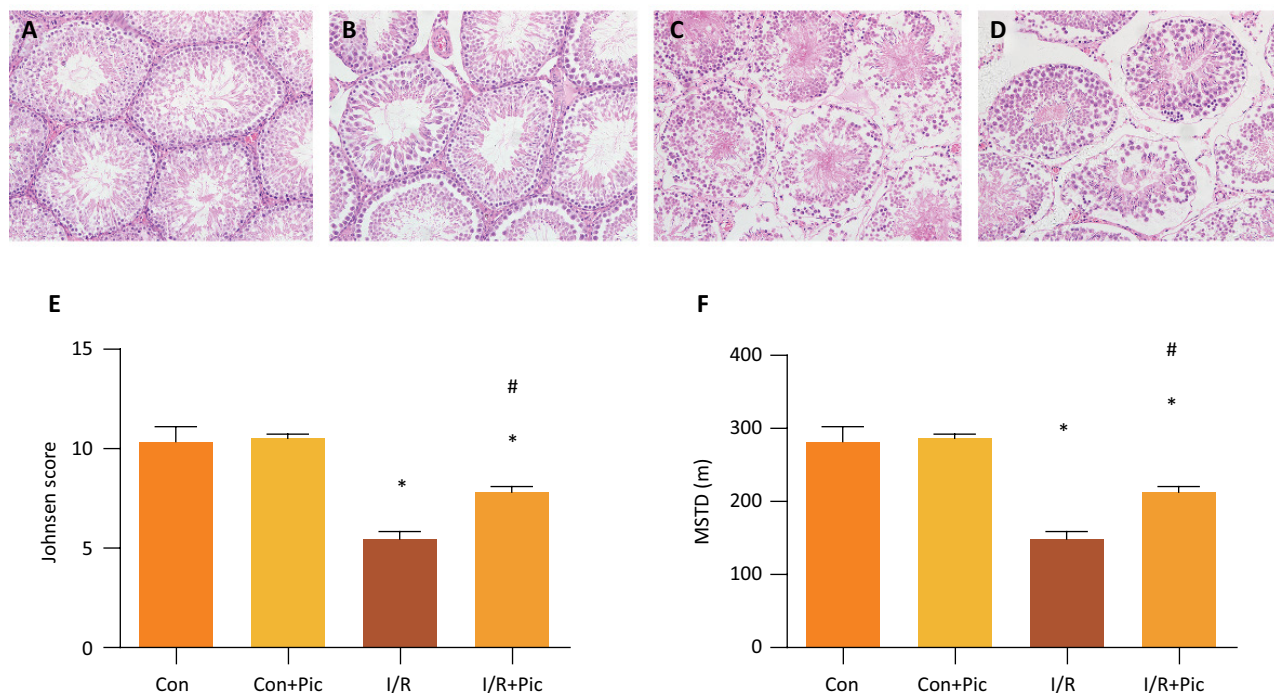 A
B
C
D
E
F
15
10
5
0
Johnsen score
*
*
#
Con
Con+Pic
I/R
I/R+Pic
400
300
200
100
0
MSTD (m)
*
*
#
Con
Con+Pic
I/R
I/R+Pic